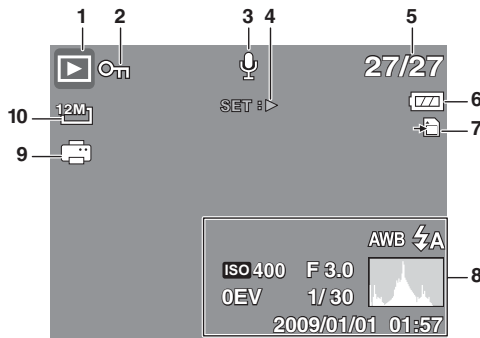 1 2 3 4 5
27/27
SET : 6
12M
10 7
9
AWB A
ISO 400 F 3.0 8
0EV 1/ 30
2009/01/01 01:57